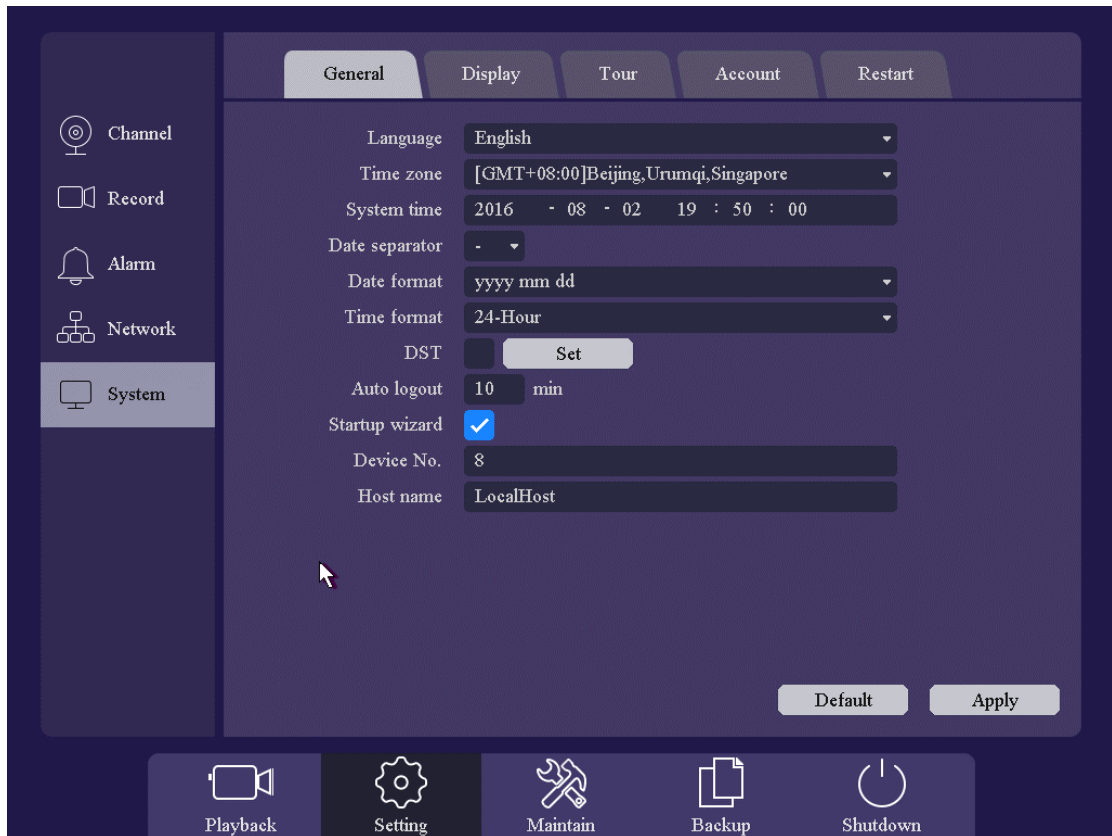 General Display Tour Account Restart
Channel
Record
Alarm
Network
System
Language English
Time zone [GMT+08:00]Beijing,Urumqi,Singapore
System time 2016 - 08 - 02 19 : 50 : 00
Date separator -
Date format yyyy mm dd
Time format 24-Hour
DST Set
Auto logout 10 min
Startup wizard
Device No. 8
Host name LocalHost
Default Apply
Playback Setting Maintain Backup Shutdown